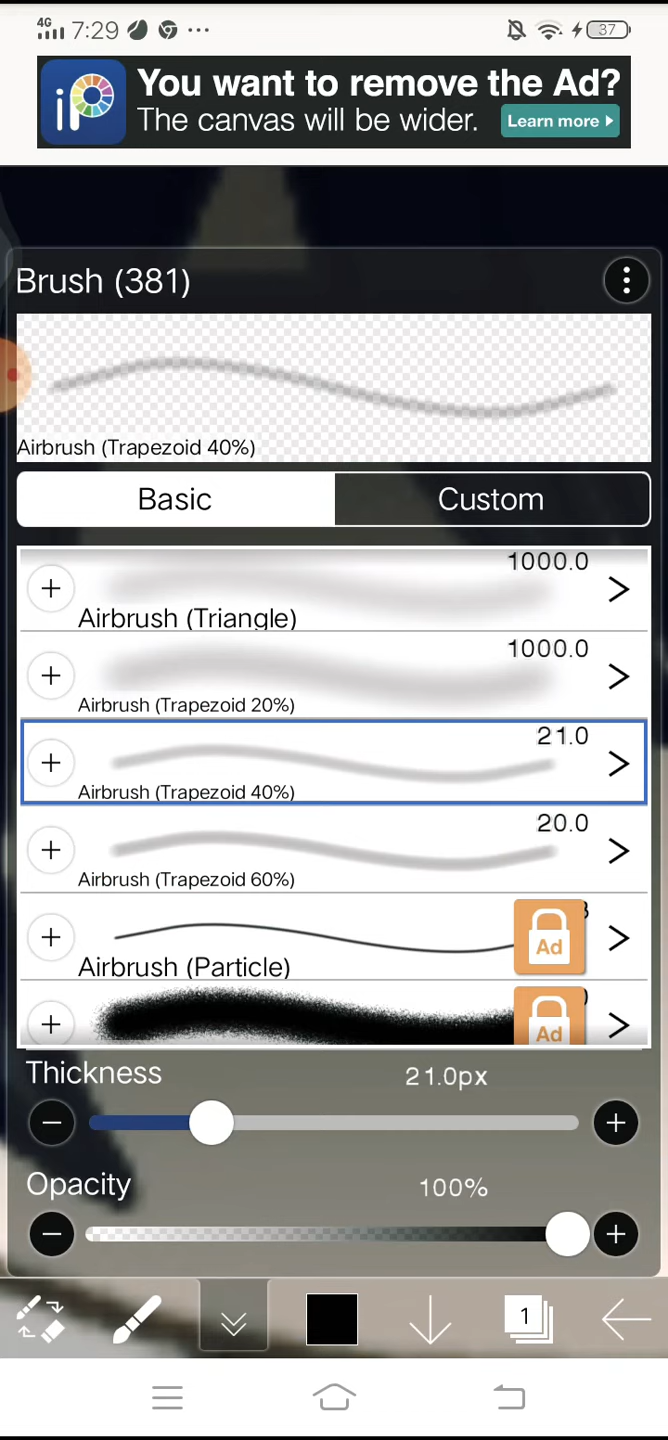 4G 7:29 37
iP
You want to remove the Ad?
The canvas will be wider. Learn more
Brush (381)
Airbrush (Trapezoid 40%)
Basic Custom
1000.0
Airbrush (Triangle)
1000.0
Airbrush (Trapezoid 20%)
21.0
Airbrush (Trapezoid 40%)
20.0
Airbrush (Trapezoid 60%)
Ad
Airbrush (Particle)
Ad
Thickness 21.0px
Opacity 100%
1